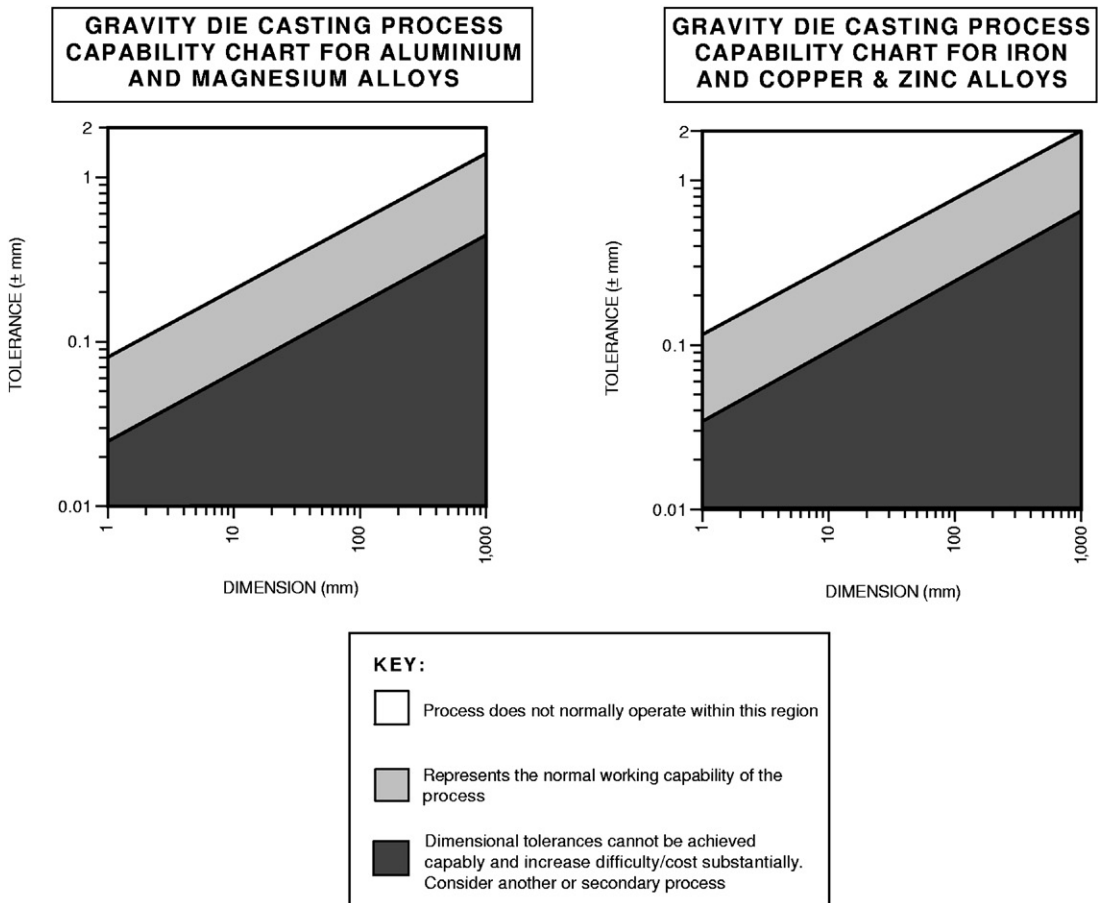 GRAVITY DIE CASTING PROCESS
CAPABILITY CHART FOR ALUMINIUM
AND MAGNESIUM ALLOYS
2
1
0.1
0.01
TOLERANCE (± mm)
1
10
100
1,000
DIMENSION (mm)
GRAVITY DIE CASTING PROCESS
CAPABILITY CHART FOR IRON
AND COPPER & ZINC ALLOYS
2
1
0.1
0.01
TOLERANCE (± mm)
1
10
100
1,000
DIMENSION (mm)
KEY:
Process does not normally operate within this region
Represents the normal working capability of the
process
Dimensional tolerances cannot be achieved
capably and increase difficulty/cost substantially.
Consider another or secondary process